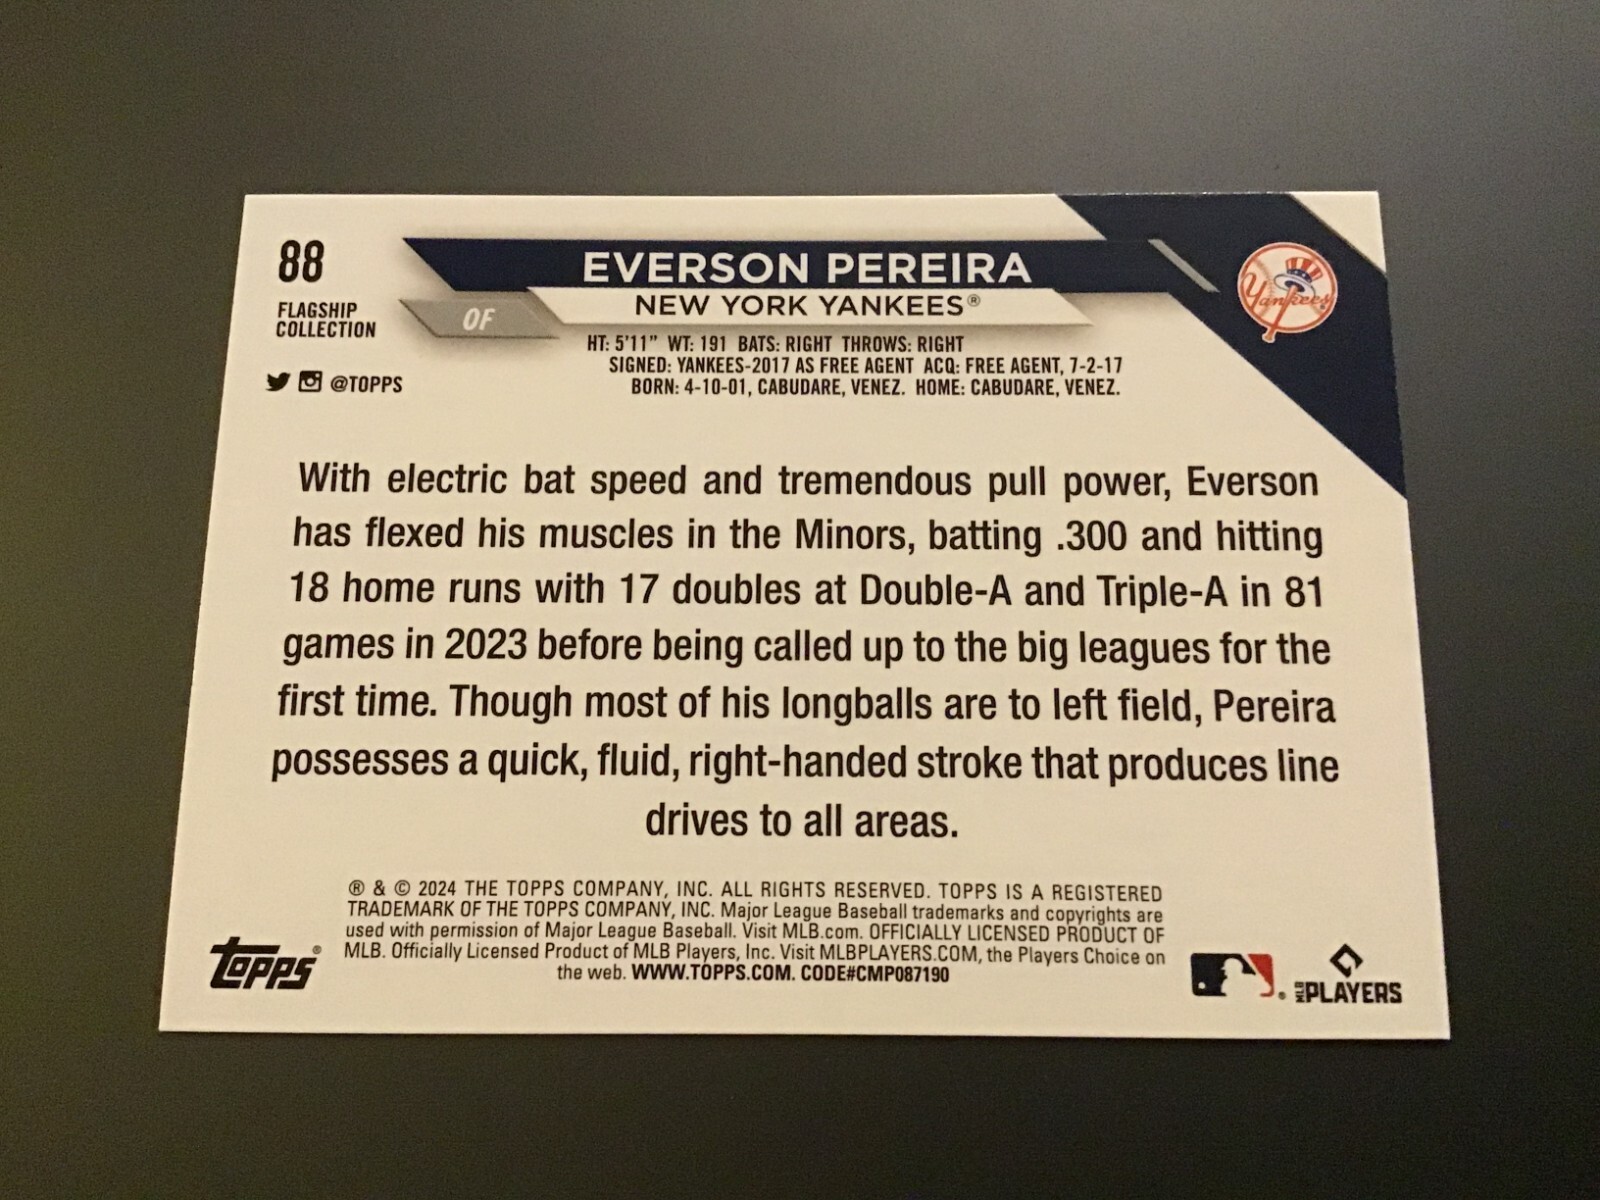 88
FLAGSHIP
COLLECTION
@TOPPS
EVERSON PEREIRA
NEW YORK YANKEES®
OF
Yankees
HT: 5'11" WT: 191 BATS: RIGHT THROWS: RIGHT
SIGNED: YANKEES-2017 AS FREE AGENT ACQ: FREE AGENT, 7-2-17
BORN: 4-10-01, CABUDARE, VENEZ. HOME: CABUDARE, VENEZ.
With electric bat speed and tremendous pull power, Everson
has flexed his muscles in the Minors, batting .300 and hitting
18 home runs with 17 doubles at Double-A and Triple-A in 81
games in 2023 before being called up to the big leagues for the
first time. Though most of his longballs are to left field, Pereira
possesses a quick, fluid, right-handed stroke that produces line
drives to all areas.
® & © 2024 THE TOPPS COMPANY, INC. ALL RIGHTS RESERVED. TOPPS IS A REGISTERED
TRADEMARK OF THE TOPPS COMPANY, INC. Major League Baseball trademarks and copyrights are
used with permission of Major League Baseball. Visit MLB.com. OFFICIALLY LICENSED PRODUCT OF
MLB. Officially Licensed Product of MLB Players, Inc. Visit MLBPLAYERS.COM, the Players Choice on
the web. WWW.TOPPS.COM. CODE#CMP087190
topps®
MLB PLAYERS